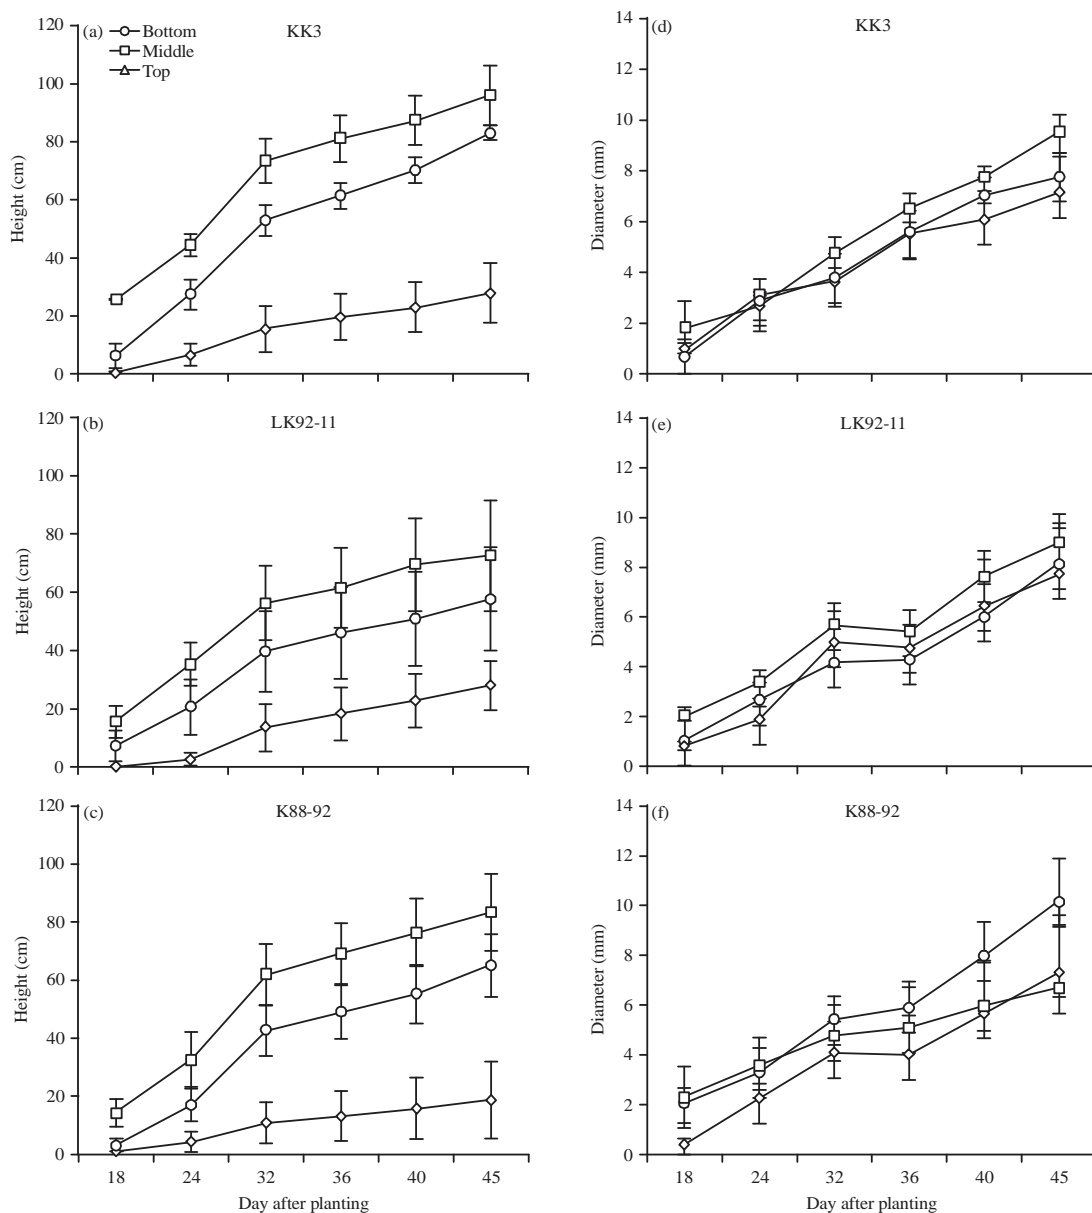 (a)
KK3
Bottom
Middle
Top
Height (cm)
120
100
80
60
40
20
0
(d)
KK3
Diameter (mm)
14
12
10
8
6
4
2
0
(b)
LK92-11
Height (cm)
120
100
80
60
40
20
0
(e)
LK92-11
Diameter (mm)
14
12
10
8
6
4
2
0
(c)
K88-92
Height (cm)
120
100
80
60
40
20
0
18 24 32 36 40 45
Day after planting
(f)
K88-92
Diameter (mm)
14
12
10
8
6
4
2
0
18 24 32 36 40 45
Day after planting